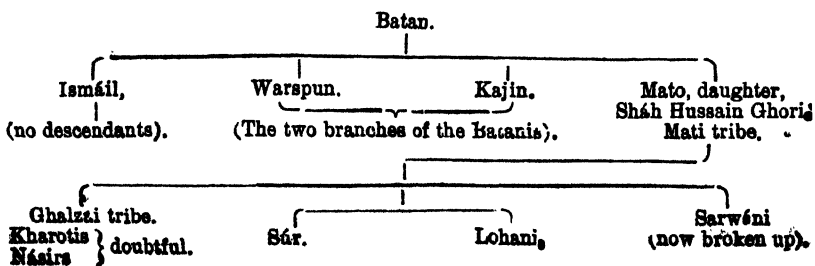 Batan.
Ismáil, Warspun. Kajin. Mato, daughter,
Sháh Hussain Ghori,
(no descendants). (The two branches of the Batanis). Mati tribe.
Ghalzai tribe. Súr. Lohani, Sarwáni
Kharotis } doubtful. (now broken up).
Násirs